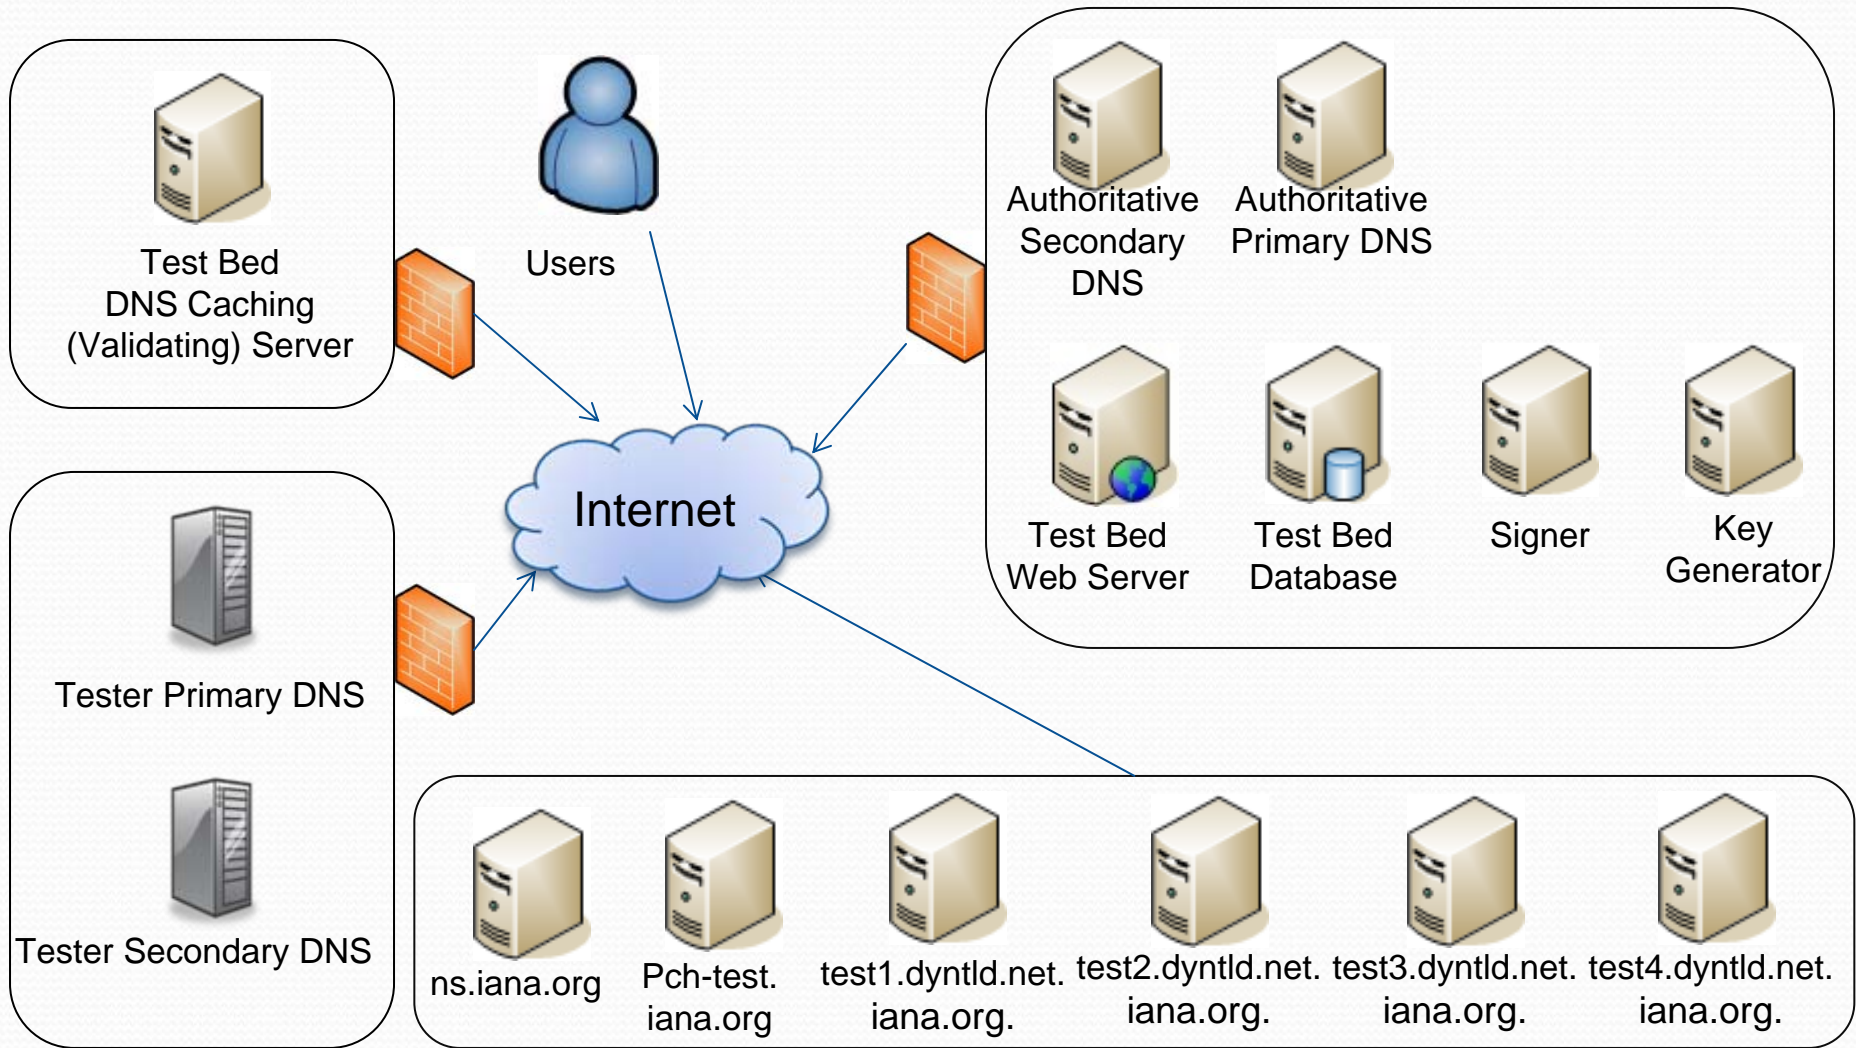 Test Bed
DNS Caching
(Validating) Server
Users
Authoritative
Secondary
DNS
Authoritative
Primary DNS
Test Bed
Web Server
Test Bed
Database
Signer
Key
Generator
Internet
Tester Primary DNS
Tester Secondary DNS
ns.iana.org
Pch-test.
iana.org
test1.dyntld.net.
iana.org.
test2.dyntld.net.
iana.org.
test3.dyntld.net.
iana.org.
test4.dyntld.net.
iana.org.